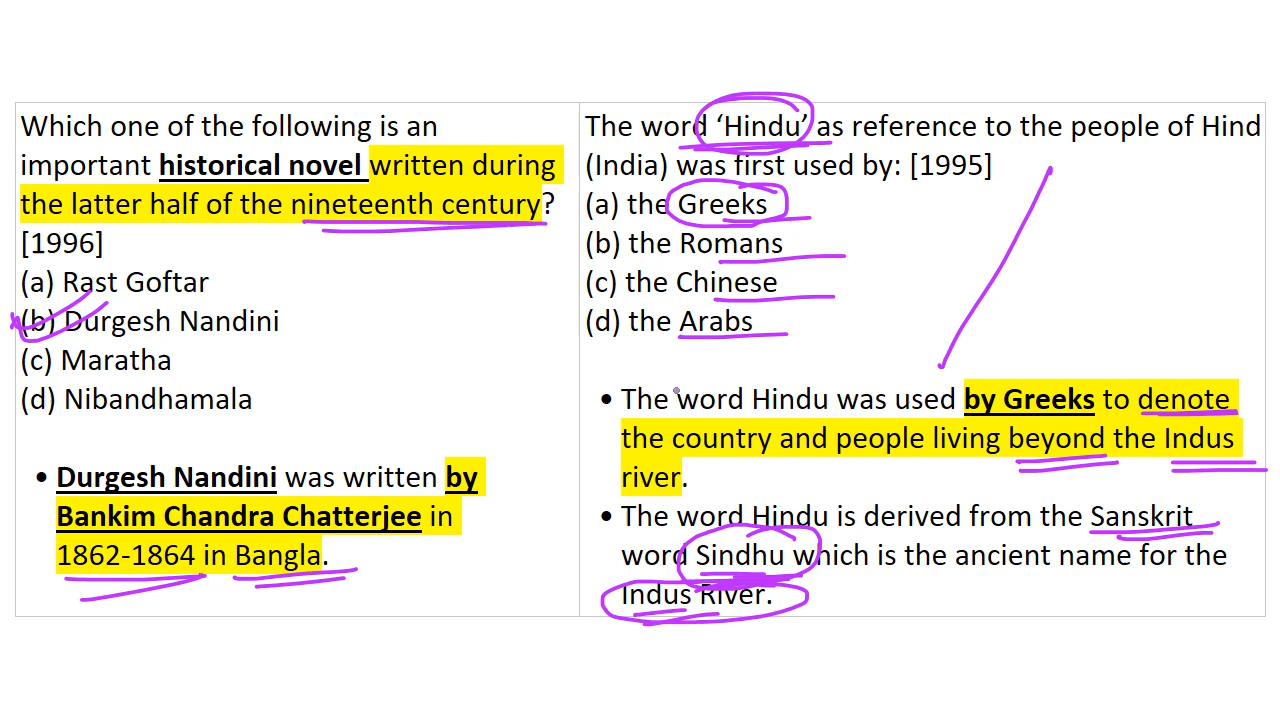 Which one of the following is an
important historical novel written during
the latter half of the nineteenth century?
[1996]
(a) Rast Goftar
(b) Durgesh Nandini
(c) Maratha
(d) Nibandhamala
• Durgesh Nandini was written by
Bankim Chandra Chatterjee in
1862-1864 in Bangla.
The word ‘Hindu’ as reference to the people of Hind
(India) was first used by: [1995]
(a) the Greeks
(b) the Romans
(c) the Chinese
(d) the Arabs
• The word Hindu was used by Greeks to denote
the country and people living beyond the Indus
river.
• The word Hindu is derived from the Sanskrit
word Sindhu which is the ancient name for the
Indus River.